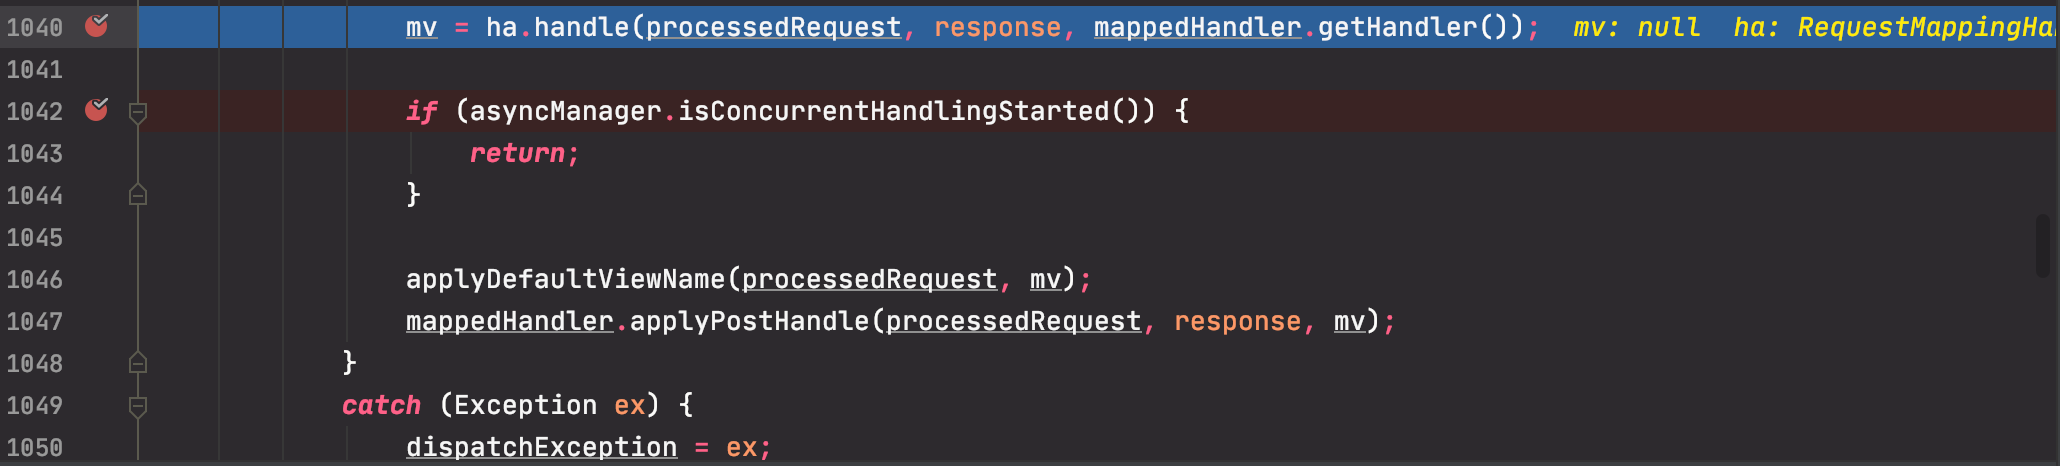 1040 mv = ha.handle(processedRequest, response, mappedHandler.getHandler()); mv: null ha: RequestMappingHa
1041
1042 if (asyncManager.isConcurrentHandlingStarted()) {
1043 return;
1044 }
1045
1046 applyDefaultViewName(processedRequest, mv);
1047 mappedHandler.applyPostHandle(processedRequest, response, mv);
1048 }
1049 catch (Exception ex) {
1050 dispatchException = ex;